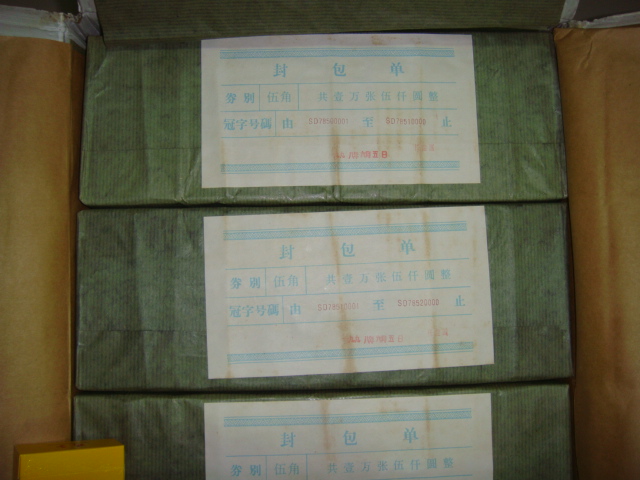 封包单
券别 伍角 共壹万张伍仟圆整
冠字号码 由 至 止
封包单
券别 伍角 共壹万张伍仟圆整
冠字号码 由 至 止
封包单
券别 伍角 共壹万张伍仟圆整